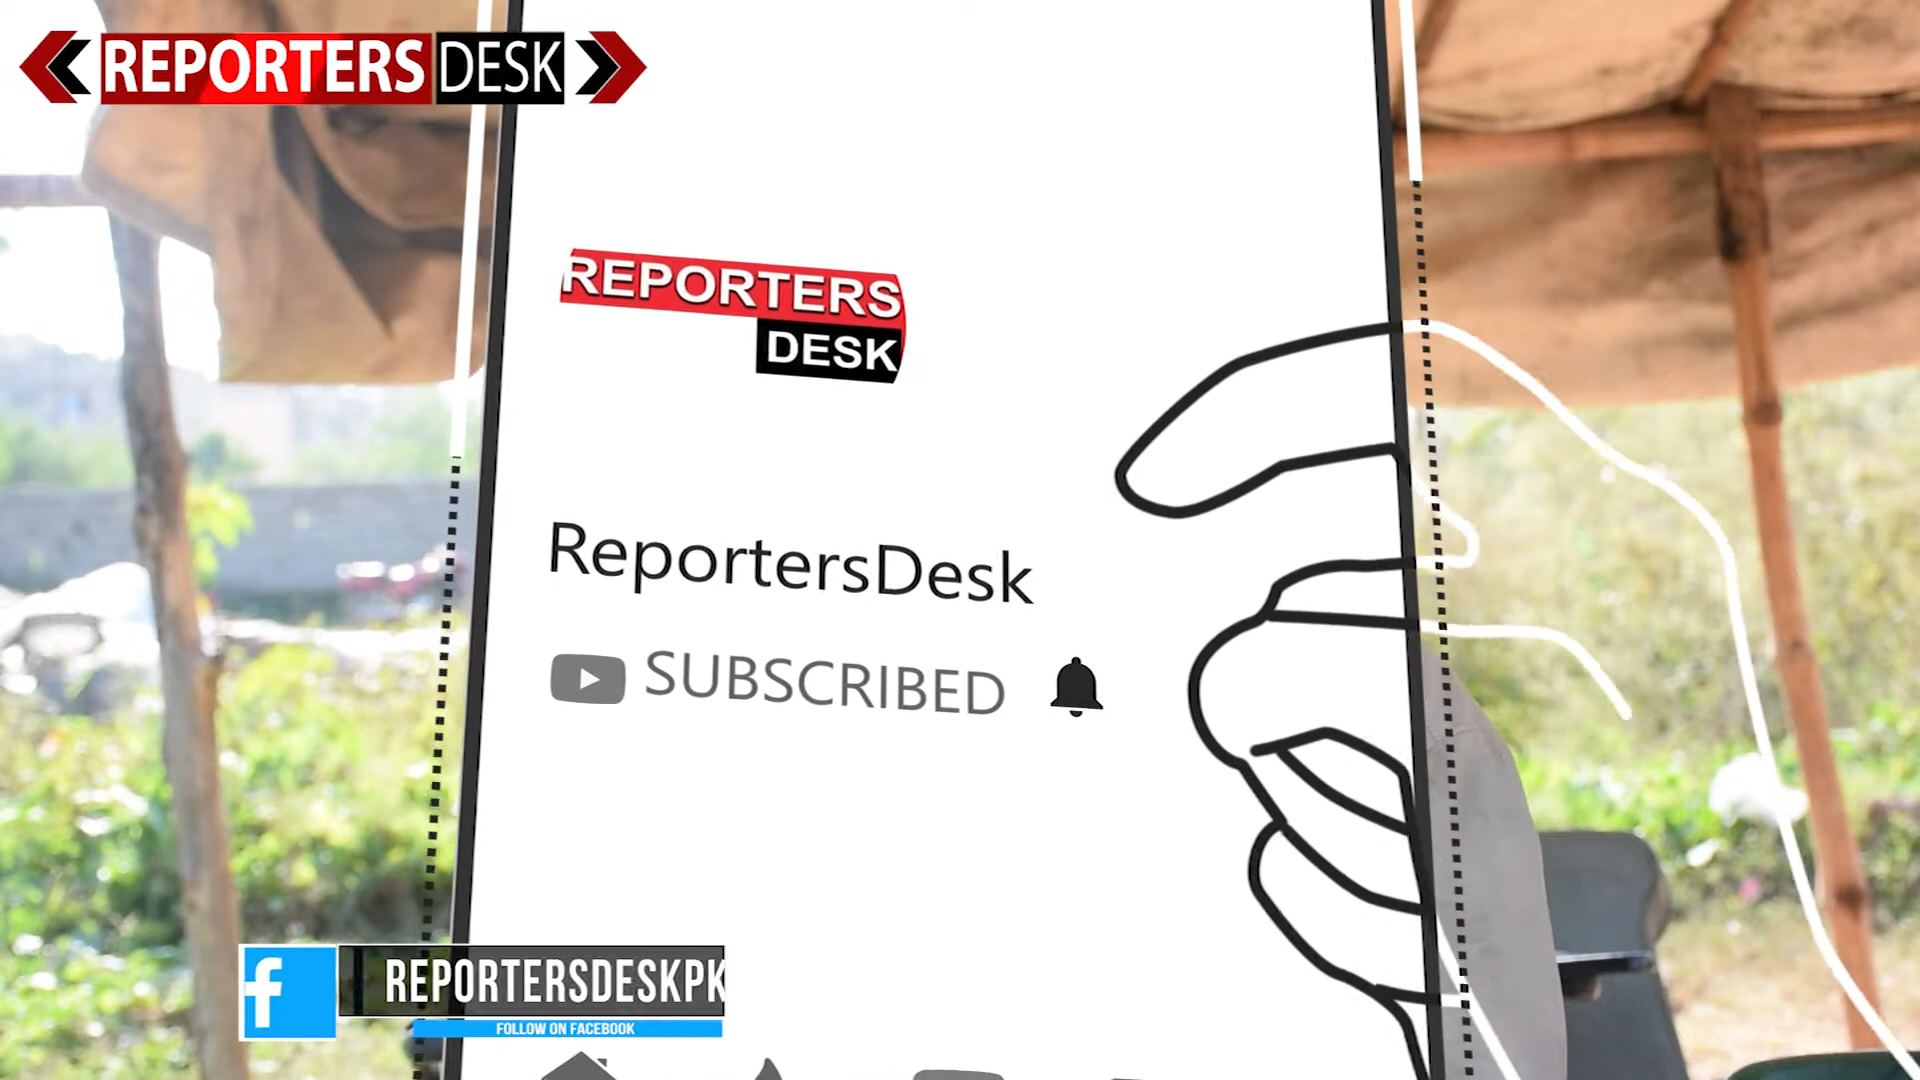 REPORTERS DESK
REPORTERS
DESK
ReportersDesk
SUBSCRIBED
REPORTERSDESKPK
FOLLOW ON FACEBOOK